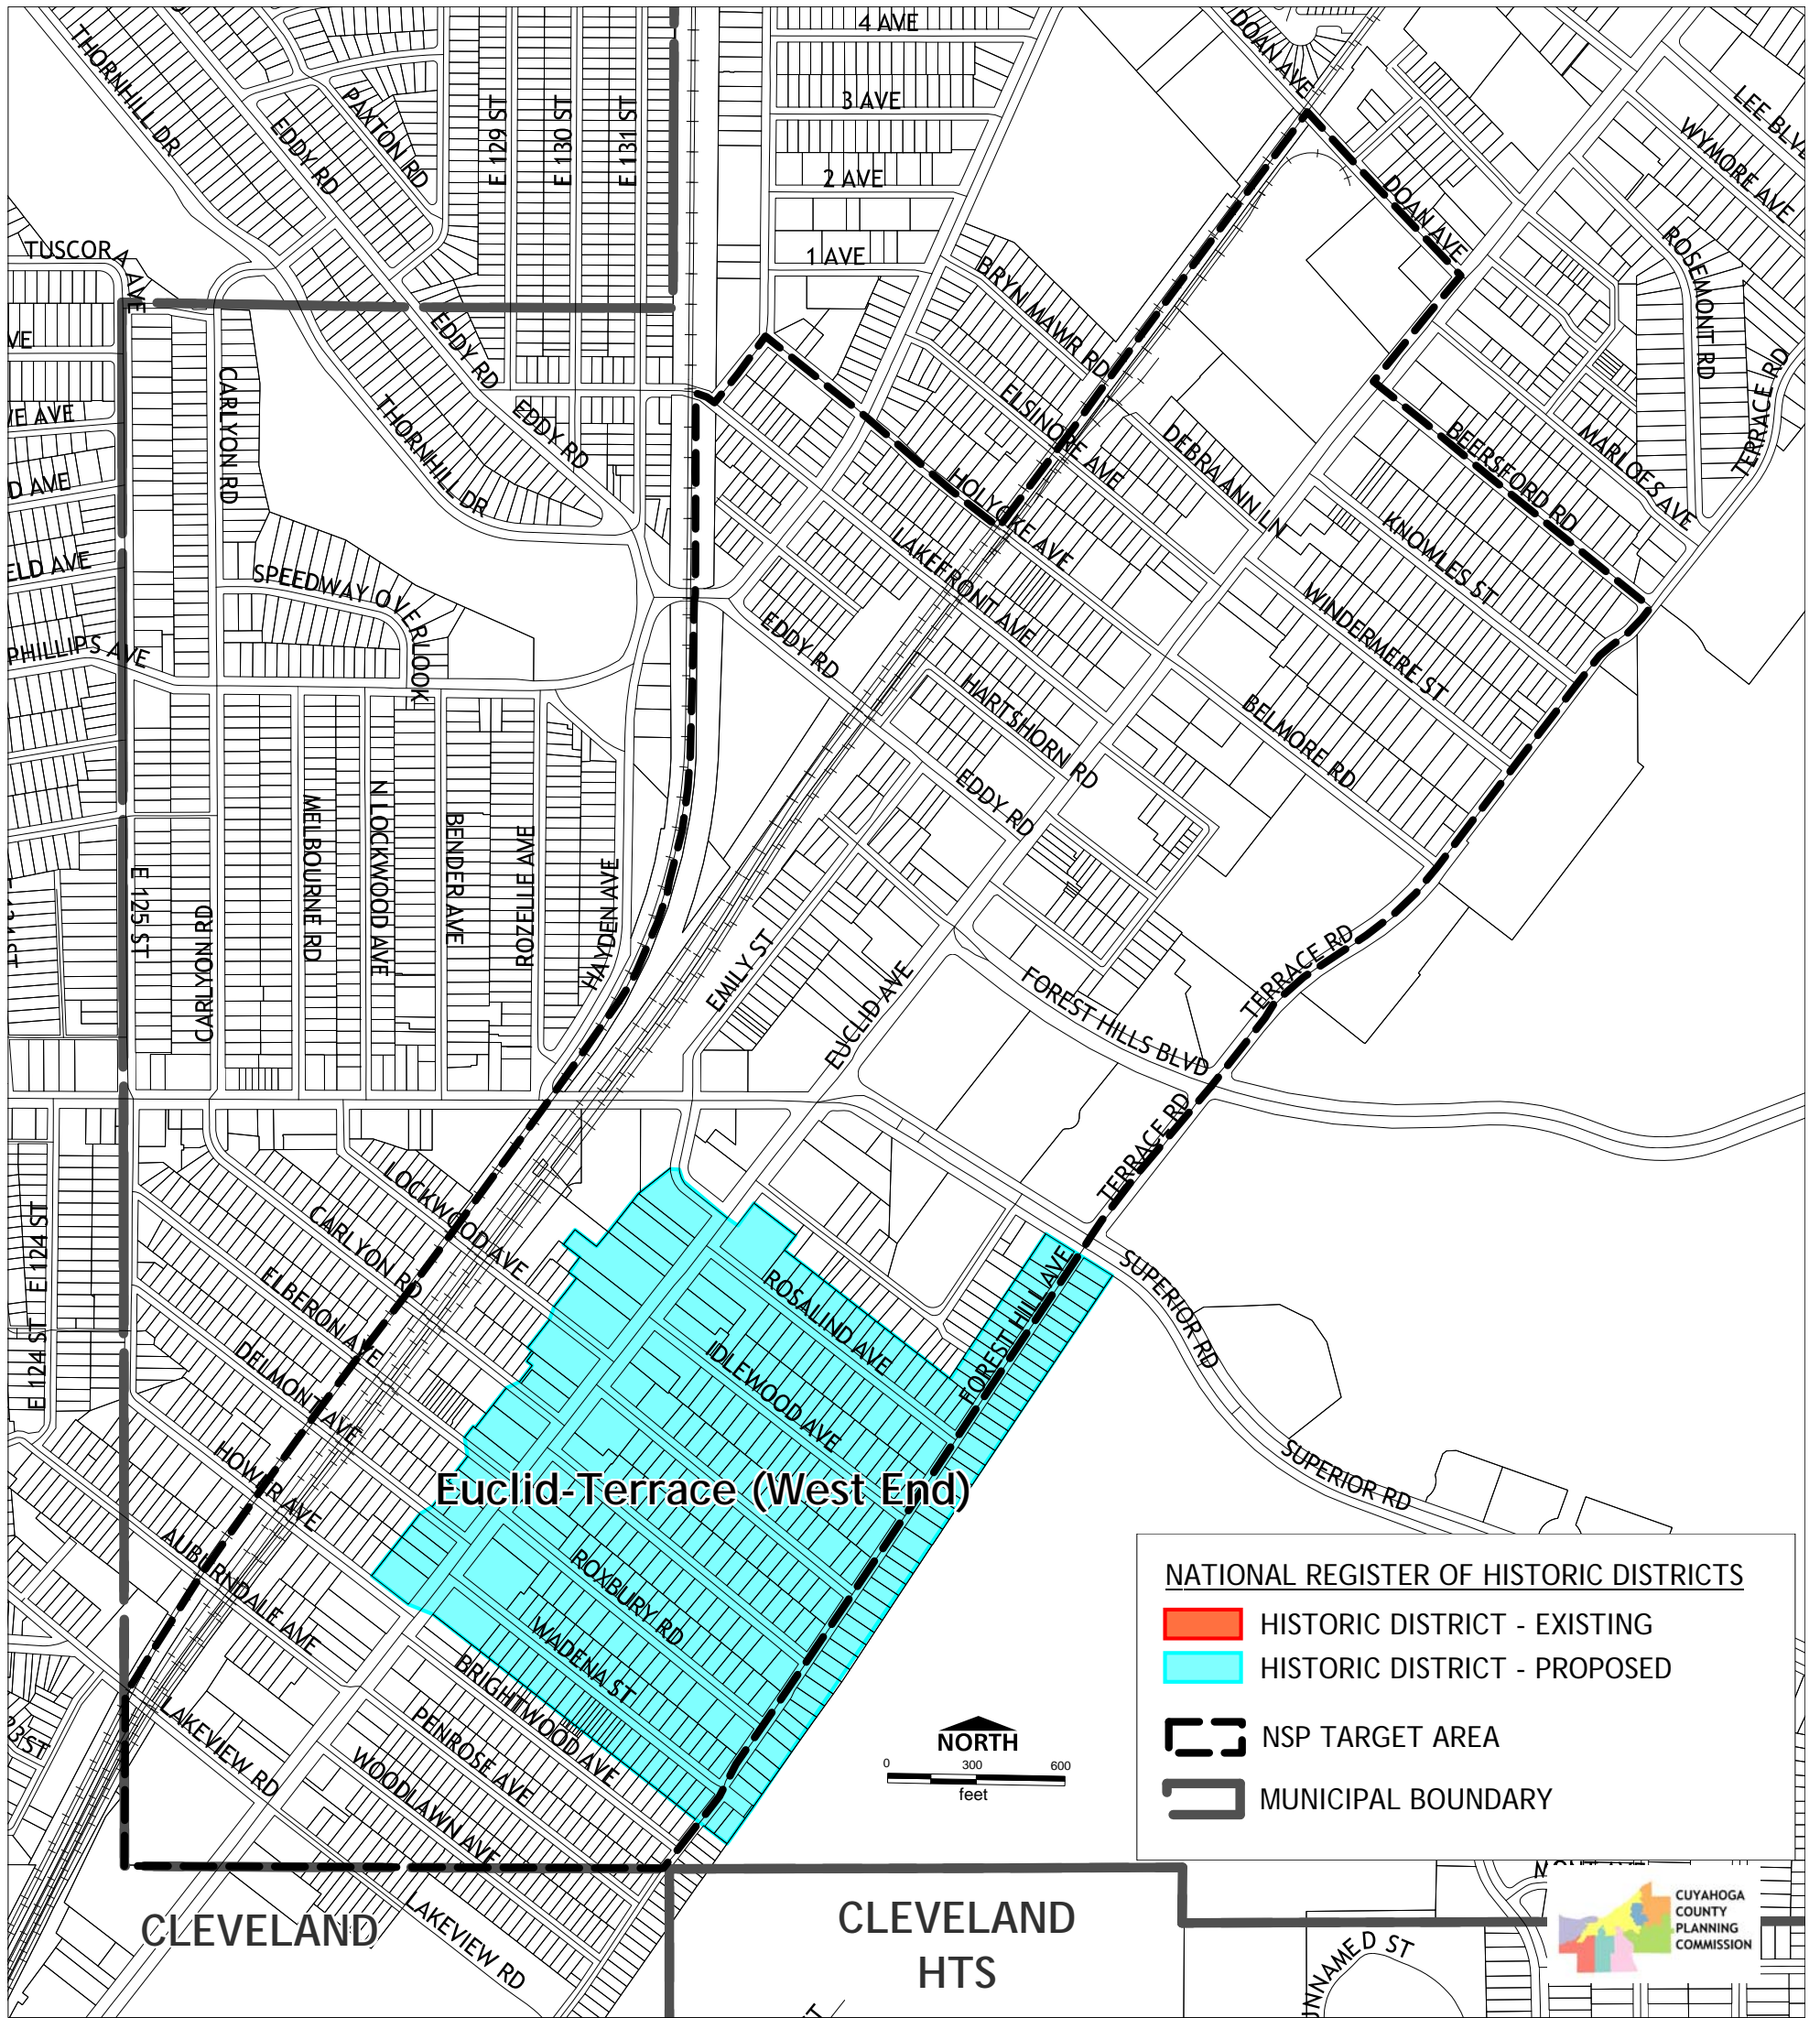 4 AVE
DOAN AVE
THORNHILL DR
PAXTON RD
EDDY RD
E 129 ST
E 130 ST
E 131 ST
3 AVE
LEE BLVD
WYMORE AVE
2 AVE
DOAN AVE
ROSEMONT RD
TUSCORA AVE
1 AVE
BRYN MAWR RD
VE
EDDY RD
CARLYON RD
THORNHILL DR
EDDY RD
ELSINORE AVE
TERRACE RD
VE AVE
DEBRA ANN LN
BEERSFORD RD
MARLOES AVE
D AVE
HOLYOKE AVE
KNOWLES ST
LAKEFRONT AVE
ELD AVE
SPEEDWAY OVERLOOK
WINDERMERE ST
EDDY RD
PHILLIPS AVE
HARTSHORN RD
BELMORE RD
EDDY RD
MELBOURNE RD
N LOCKWOOD AVE
BENDER AVE
ROZELLE AVE
HAYDEN AVE
E 125 ST
CARLYON RD
EMILY ST
EUCLID AVE
TERRACE RD
FOREST HILLS BLVD
TERRACE RD
E 124 ST
E 124 ST
LOCKWOOD AVE
CARLYON RD
ELBERON AVE
DELMONT AVE
HOWER AVE
AUBURNDALE AVE
ROSALIND AVE
IDLEWOOD AVE
FOREST HILL AVE
SUPERIOR RD
SUPERIOR RD
Euclid-Terrace (West End)
ROXBURY RD
WADENA ST
BRIGHTWOOD AVE
PENROSE AVE
WOODLAWN AVE
LAKEVIEW RD
LAKEVIEW RD
NATIONAL REGISTER OF HISTORIC DISTRICTS
HISTORIC DISTRICT - EXISTING
HISTORIC DISTRICT - PROPOSED
NSP TARGET AREA
MUNICIPAL BOUNDARY
NORTH
0 300 600
feet
CLEVELAND
CLEVELAND
HTS
UNNAMED ST
CUYAHOGA
COUNTY
PLANNING
COMMISSION